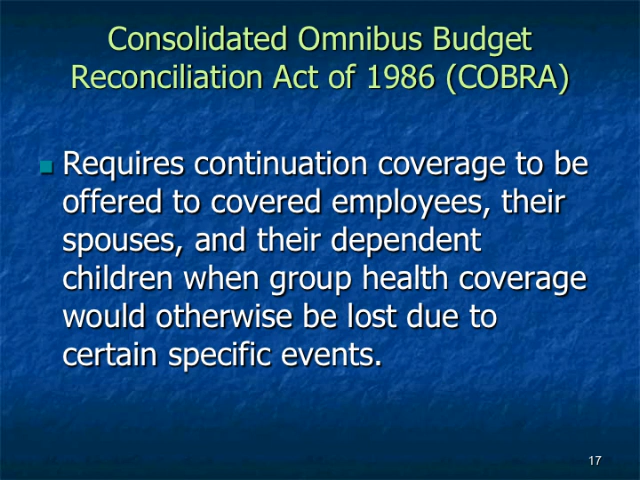 Consolidated Omnibus Budget
Reconciliation Act of 1986 (COBRA)
Requires continuation coverage to be
offered to covered employees, their
spouses, and their dependent
children when group health coverage
would otherwise be lost due to
certain specific events.
17